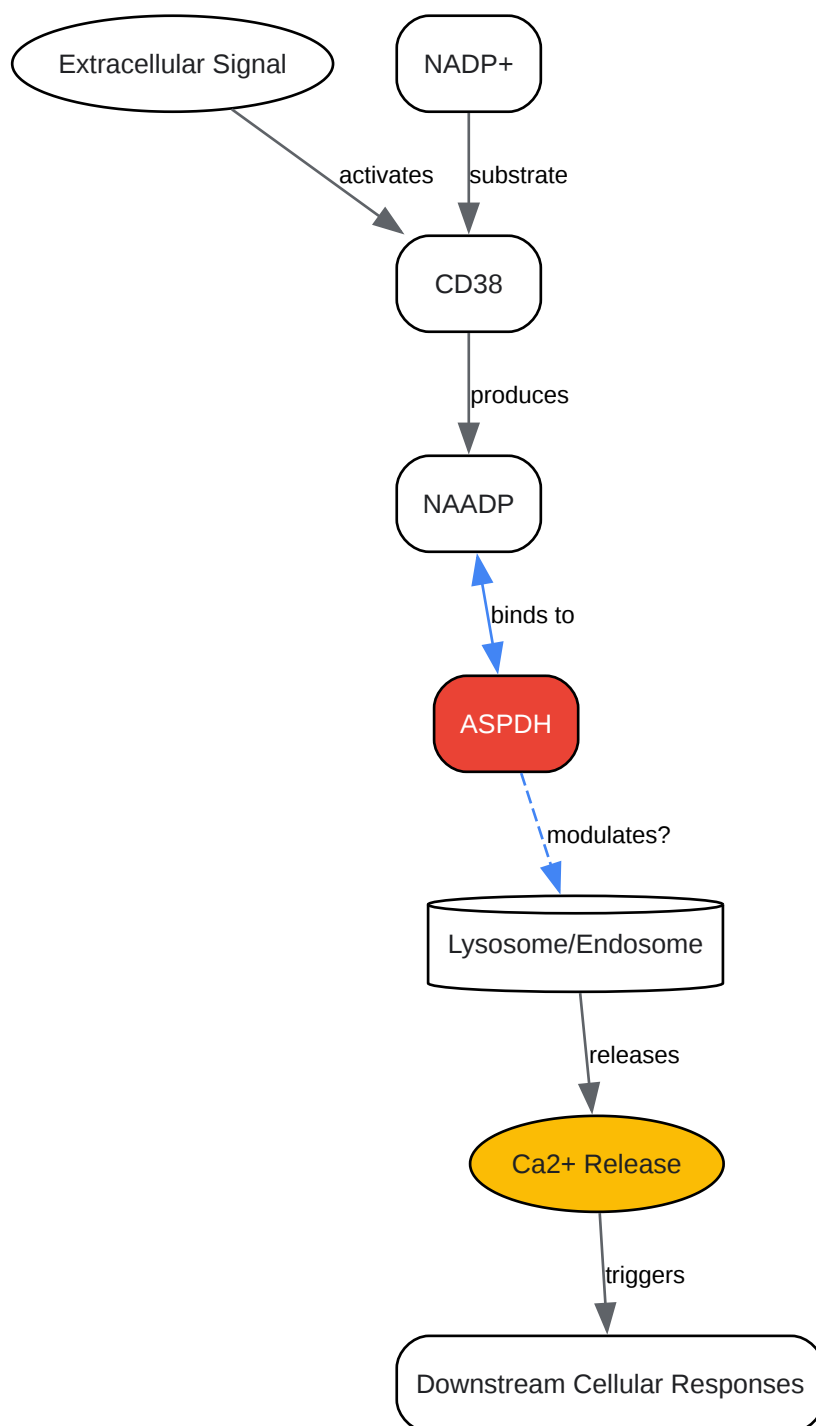 Extracellular Signal
NADP+
activates
substrate
CD38
produces
NAADP
binds to
ASPDH
modulates?
Lysosome/Endosome
releases
Ca2+ Release
triggers
Downstream Cellular Responses